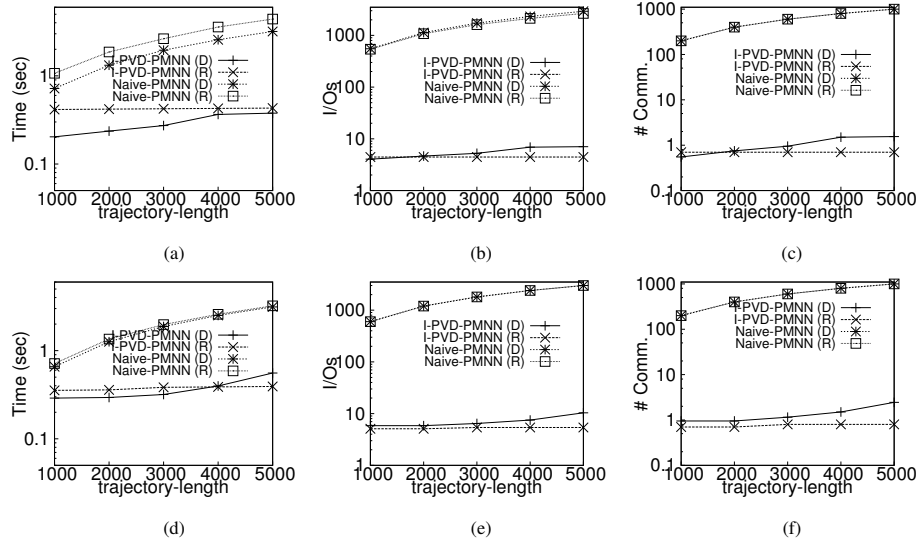 Time (sec)
1
0.1
1000 2000 3000 4000 5000
trajectory-length
I-PVD-PMNN (D)
I-PVD-PMNN (R)
Naive-PMNN (D)
Naive-PMNN (R)
(a)
I/Os
1000
100
10
1
1000 2000 3000 4000 5000
trajectory-length
I-PVD-PMNN (D)
I-PVD-PMNN (R)
Naive-PMNN (D)
Naive-PMNN (R)
(b)
# Comm.
1000
100
10
1
0.1
1000 2000 3000 4000 5000
trajectory-length
I-PVD-PMNN (D)
I-PVD-PMNN (R)
Naive-PMNN (D)
Naive-PMNN (R)
(c)
Time (sec)
1
0.1
1000 2000 3000 4000 5000
trajectory-length
I-PVD-PMNN (D)
I-PVD-PMNN (R)
Naive-PMNN (D)
Naive-PMNN (R)
(d)
I/Os
1000
100
10
1
1000 2000 3000 4000 5000
trajectory-length
I-PVD-PMNN (D)
I-PVD-PMNN (R)
Naive-PMNN (D)
Naive-PMNN (R)
(e)
# Comm.
1000
100
10
1
0.1
1000 2000 3000 4000 5000
trajectory-length
I-PVD-PMNN (D)
I-PVD-PMNN (R)
Naive-PMNN (D)
Naive-PMNN (R)
(f)